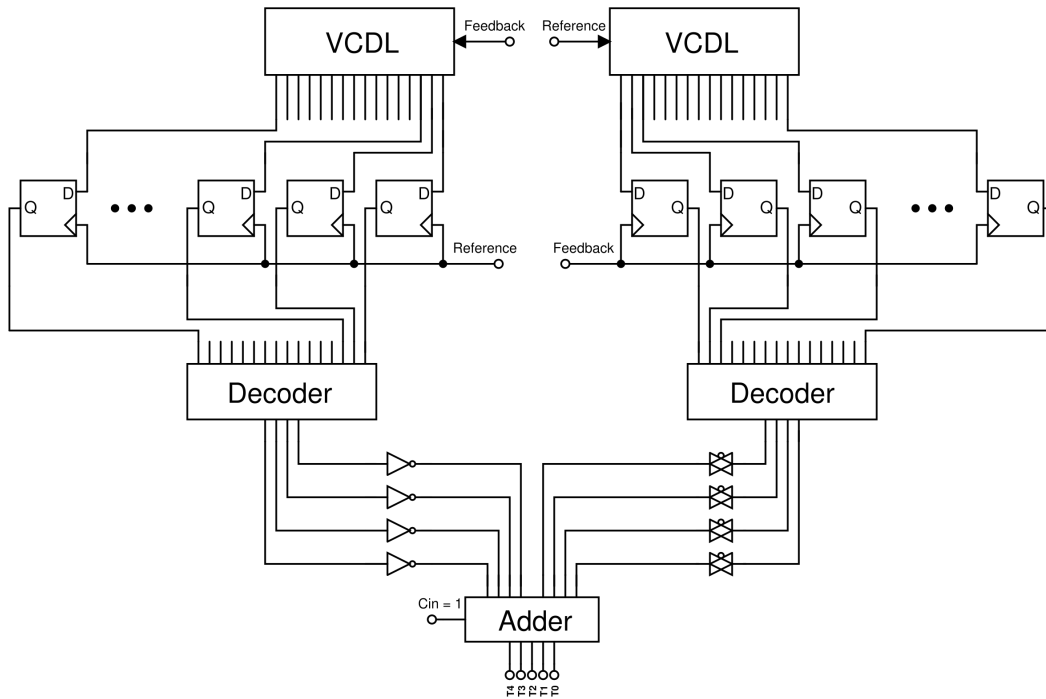 Feedback
Reference
VCDL
VCDL
D
Q
D
Q
D
Q
D
Q
D
Q
D
Q
D
Q
D
Q
Reference
Feedback
Decoder
Decoder
Cin = 1
Adder
T4
T3
T2
T1
T0